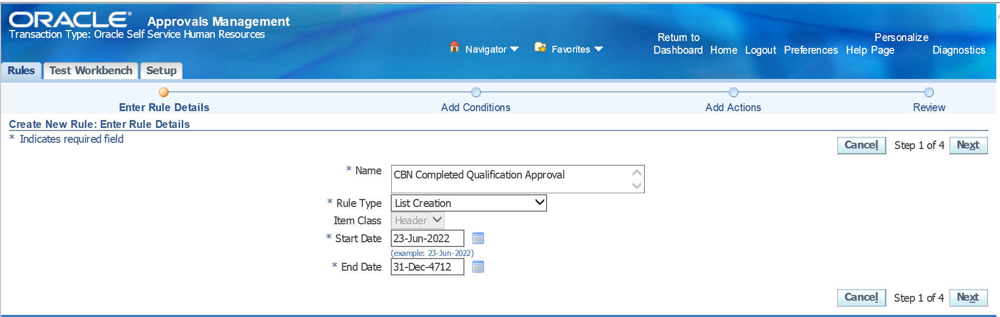 ORACLE® Approvals Management
Transaction Type: Oracle Self Service Human Resources
Navigator Favorites Return to Dashboard Home Logout Preferences Help Personalize Page Diagnostics
Rules Test Workbench Setup
Enter Rule Details Add Conditions Add Actions Review
Create New Rule: Enter Rule Details
* Indicates required field
Cancel Step 1 of 4 Next
* Name CBN Completed Qualification Approval
* Rule Type List Creation
Item Class Header
* Start Date 23-Jun-2022
(example: 23-Jun-2022)
* End Date 31-Dec-4712
Cancel Step 1 of 4 Next